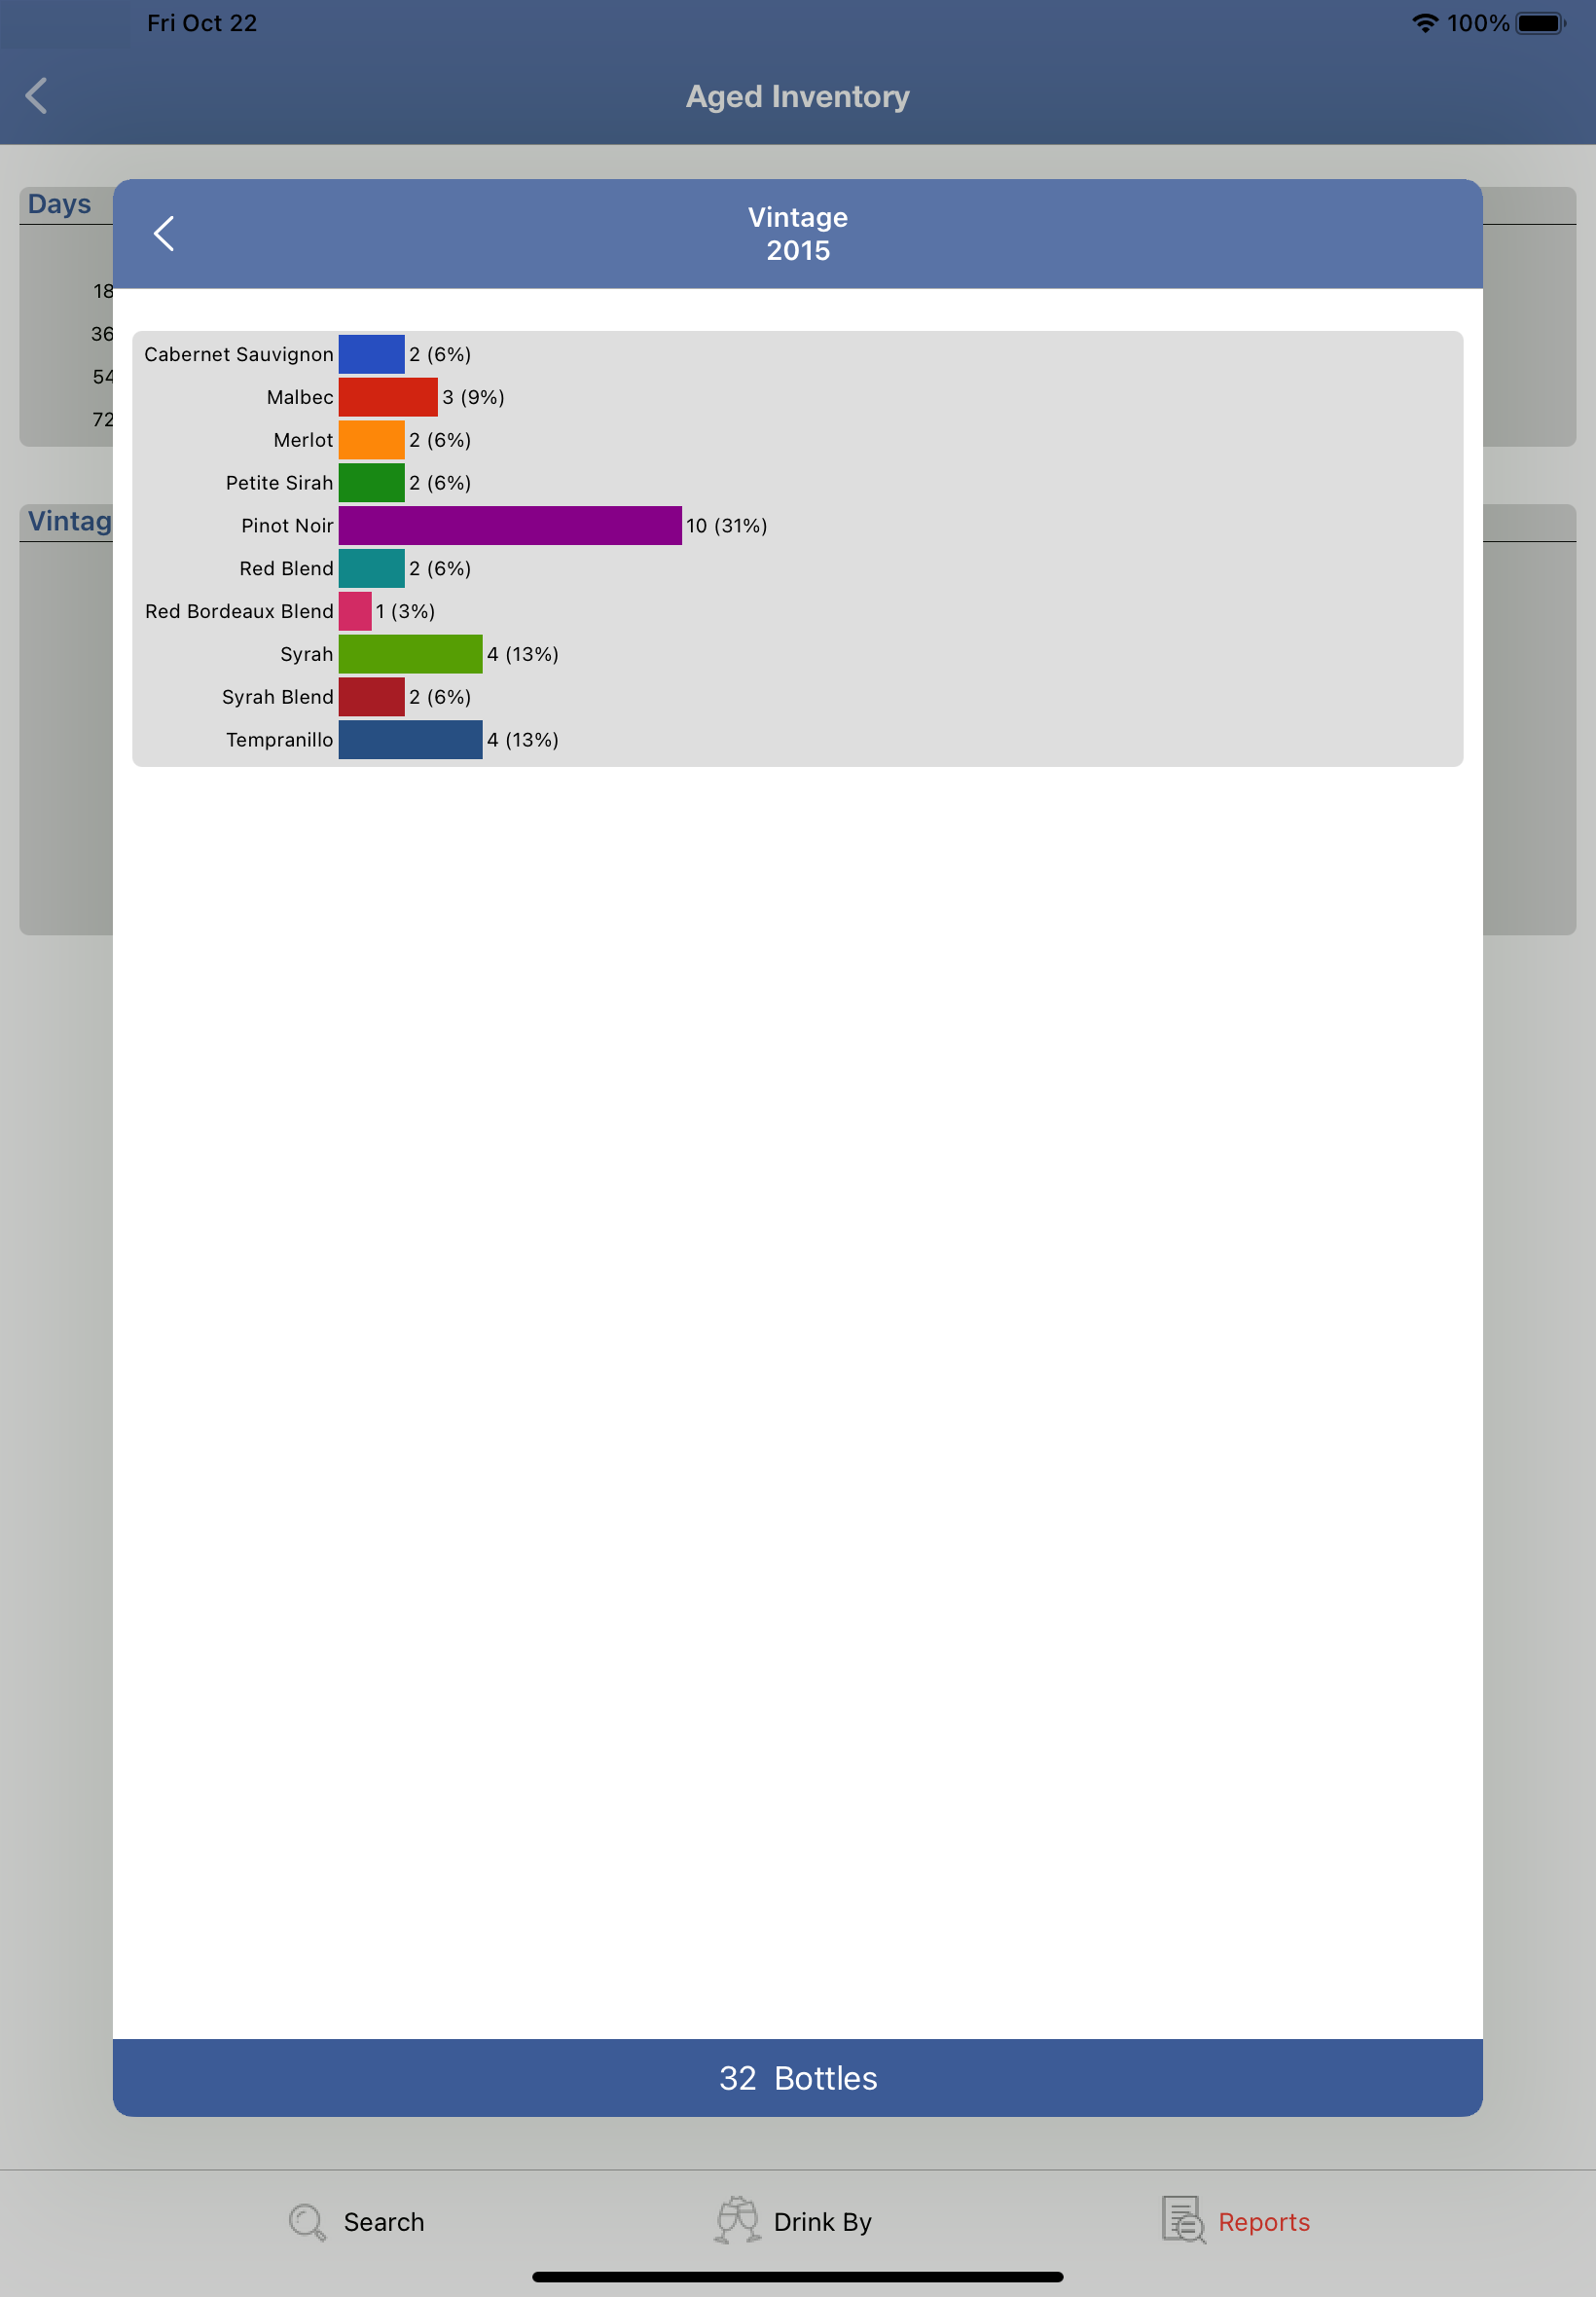 Fri Oct 22
100%
Aged Inventory
Days
18
36
54
72
Vintag
Vintage
2015
Cabernet Sauvignon 2 (6%)
Malbec 3 (9%)
Merlot 2 (6%)
Petite Sirah 2 (6%)
Pinot Noir 10 (31%)
Red Blend 2 (6%)
Red Bordeaux Blend 1 (3%)
Syrah 4 (13%)
Syrah Blend 2 (6%)
Tempranillo 4 (13%)
32 Bottles
Search
Drink By
Reports